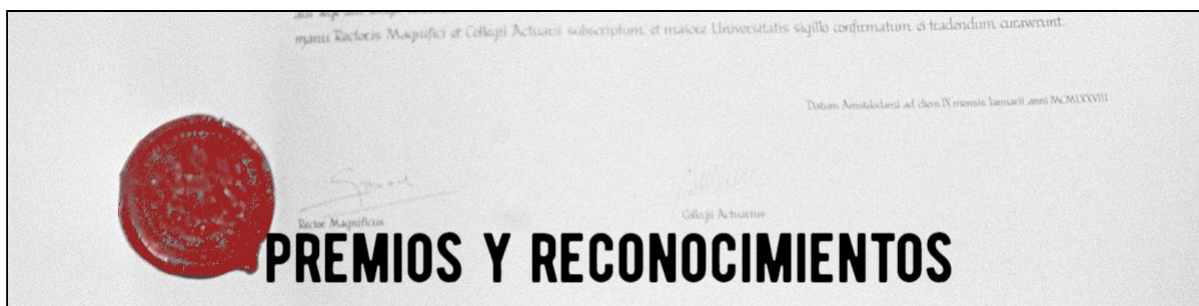 manu Rectoris Magnifici et Collegii Actuarii subscriptum, et maiore Universitatis sigillo confirmatum, ei tradendum curaverunt.
Datum Amstelodami ad diem IX mensis Ianuarii anni MCMLXXVIII
Rector Magnificus
Collegii Actuarius
PREMIOS Y RECONOCIMIENTOS